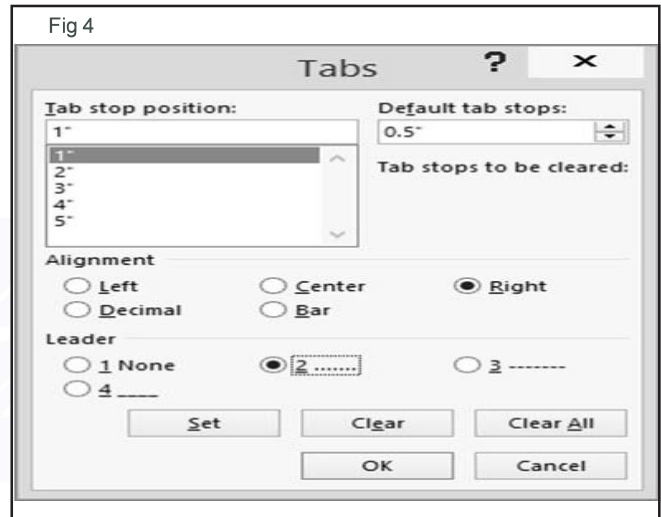 Fig 4
Tabs ? ×
Tab stop position: Default tab stops:
1" 0.5"
1"
2" Tab stops to be cleared:
3"
4"
5"
Alignment
Left Center Right
Decimal Bar
Leader
1 None 2 ....... 3 -------
4 ____
Set Clear Clear All
OK Cancel